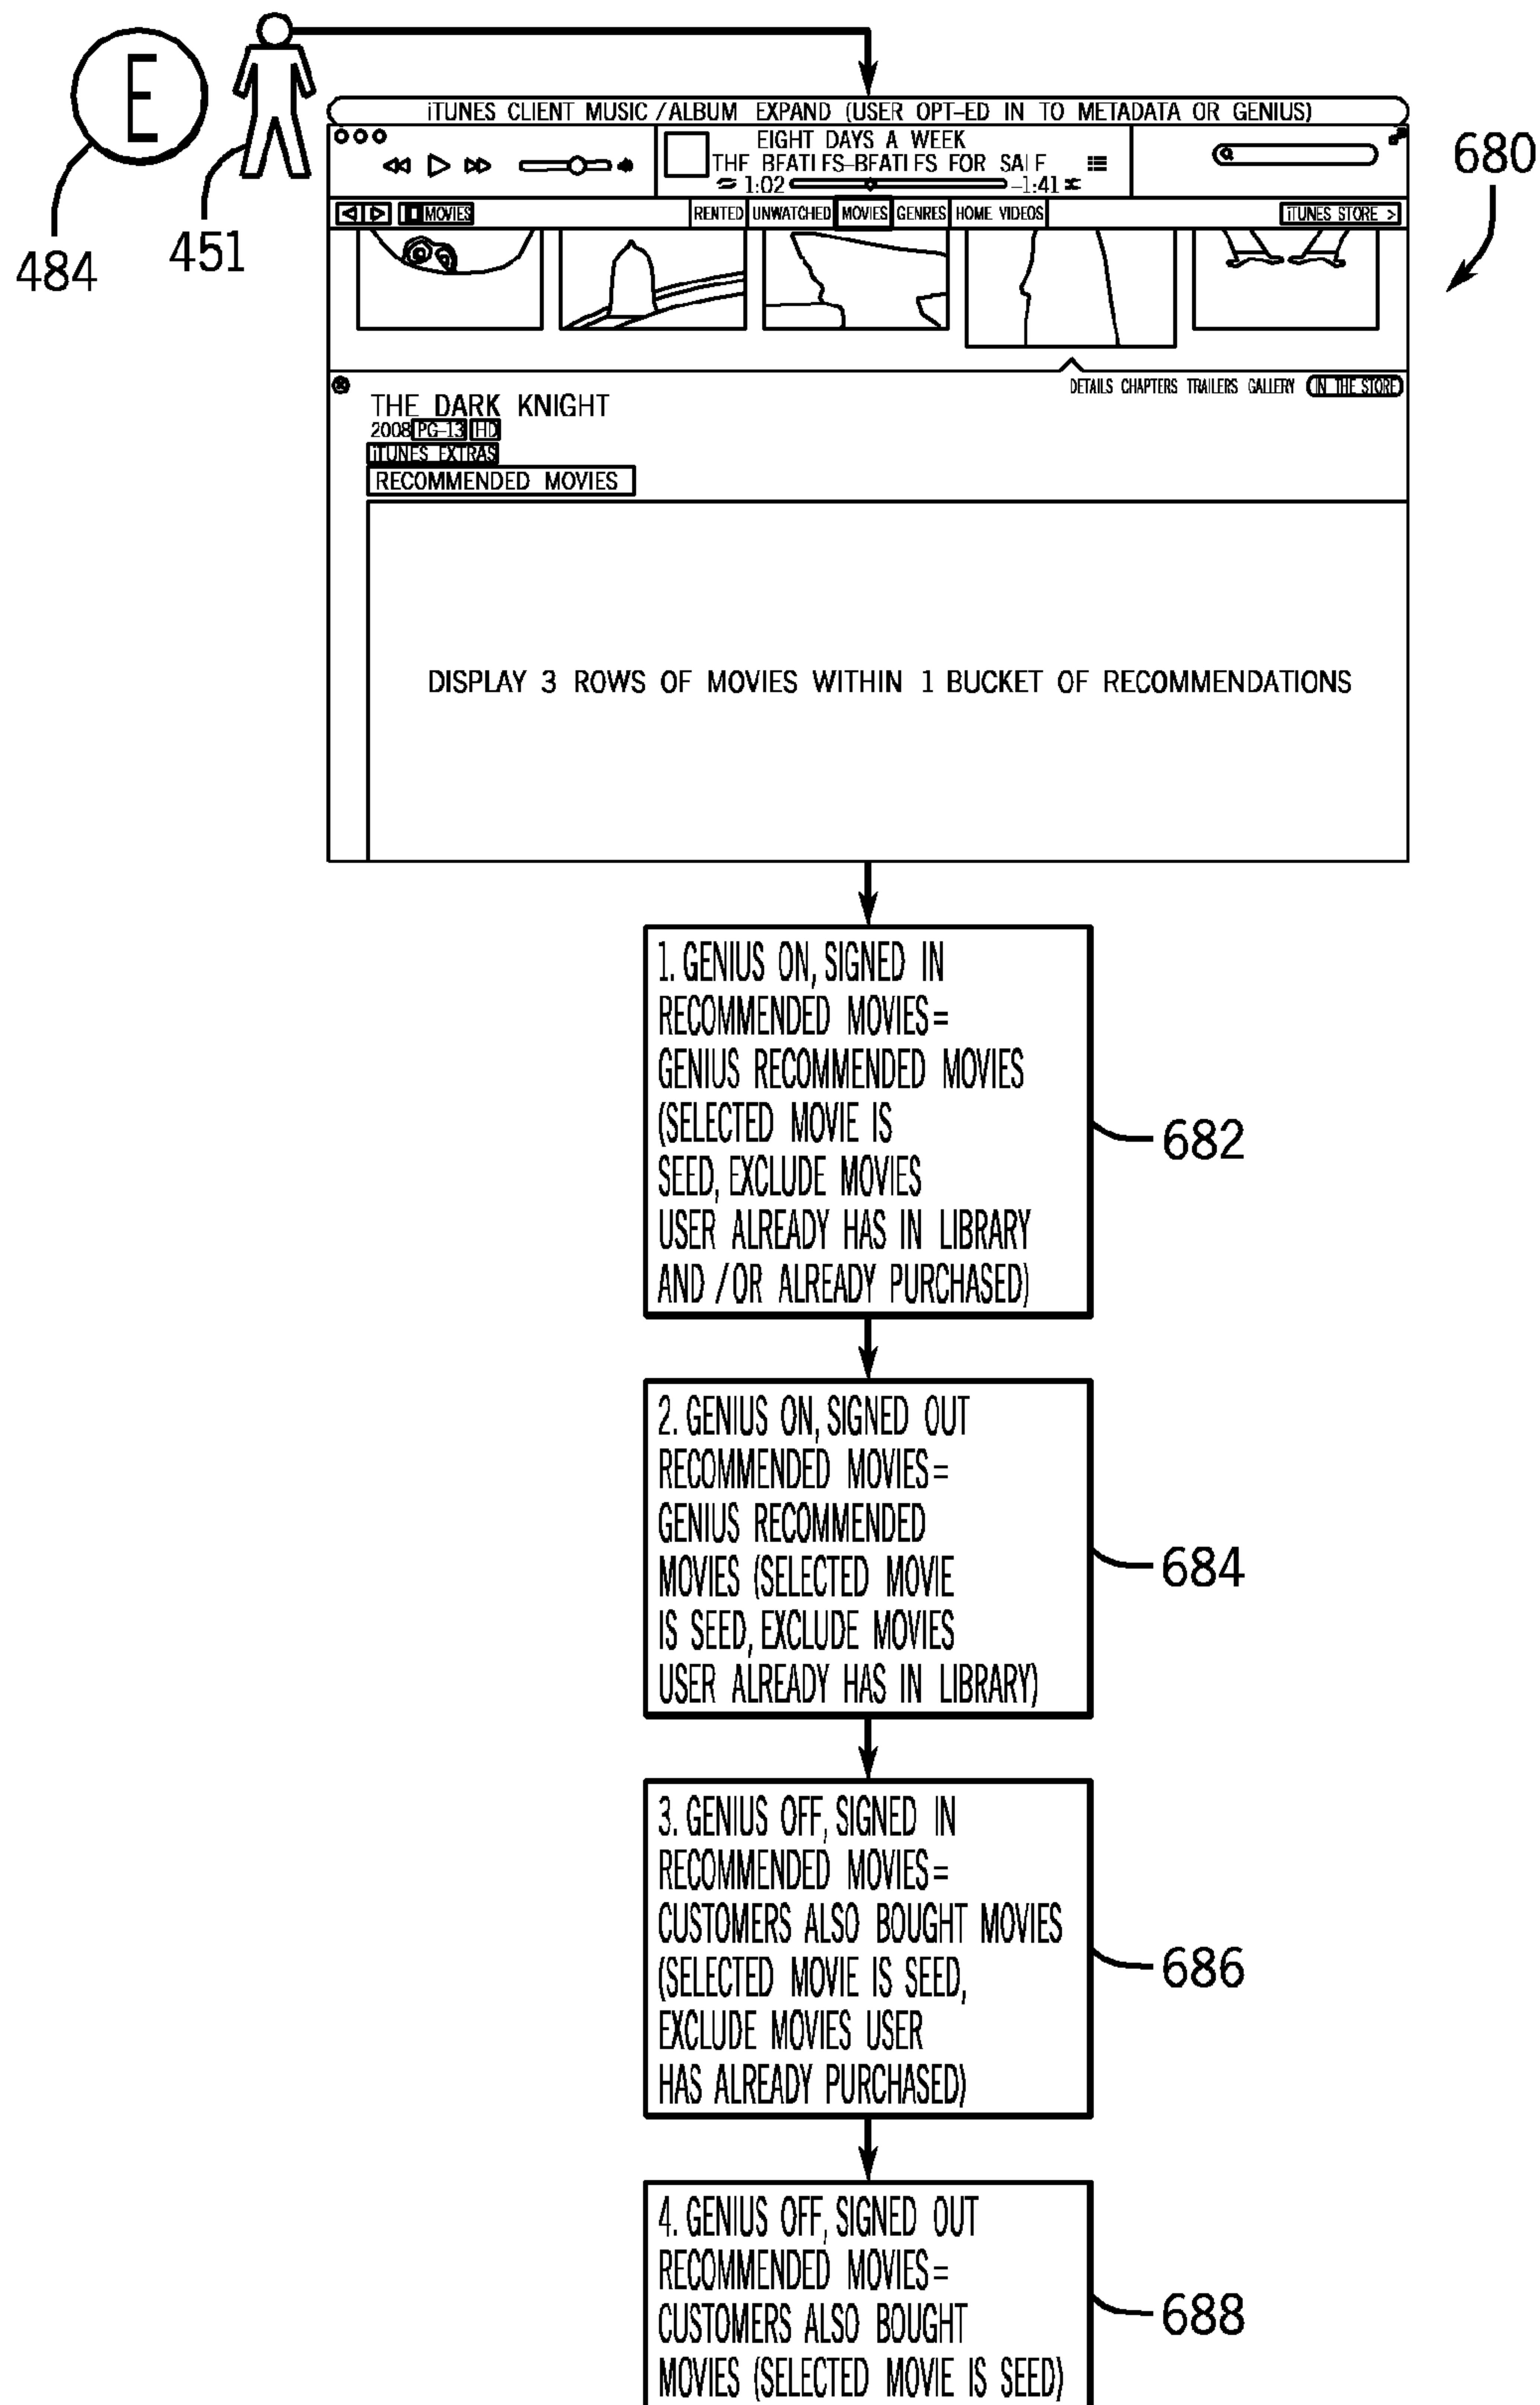 E
484
451
iTUNES CLIENT MUSIC /ALBUM EXPAND (USER OPT-ED IN TO METADATA OR GENIUS)
680
EIGHT DAYS A WEEK
THE BEATLES-BEATLES FOR SALE
1:02
-1:41
MOVIES
RENTED UNWATCHED MOVIES GENRES HOME VIDEOS
iTUNES STORE >
DETAILS CHAPTERS TRAILERS GALLERY IN THE STORE
THE DARK KNIGHT
2008 PG-13 HD
iTUNES EXTRAS
RECOMMENDED MOVIES
DISPLAY 3 ROWS OF MOVIES WITHIN 1 BUCKET OF RECOMMENDATIONS
1. GENIUS ON, SIGNED IN
RECOMMENDED MOVIES=
GENIUS RECOMMENDED MOVIES
(SELECTED MOVIE IS
SEED, EXCLUDE MOVIES
USER ALREADY HAS IN LIBRARY
AND /OR ALREADY PURCHASED)
682
2. GENIUS ON, SIGNED OUT
RECOMMENDED MOVIES=
GENIUS RECOMMENDED
MOVIES (SELECTED MOVIE
IS SEED, EXCLUDE MOVIES
USER ALREADY HAS IN LIBRARY)
684
3. GENIUS OFF, SIGNED IN
RECOMMENDED MOVIES=
CUSTOMERS ALSO BOUGHT MOVIES
(SELECTED MOVIE IS SEED,
EXCLUDE MOVIES USER
HAS ALREADY PURCHASED)
686
4. GENIUS OFF, SIGNED OUT
RECOMMENDED MOVIES=
CUSTOMERS ALSO BOUGHT
MOVIES (SELECTED MOVIE IS SEED)
688